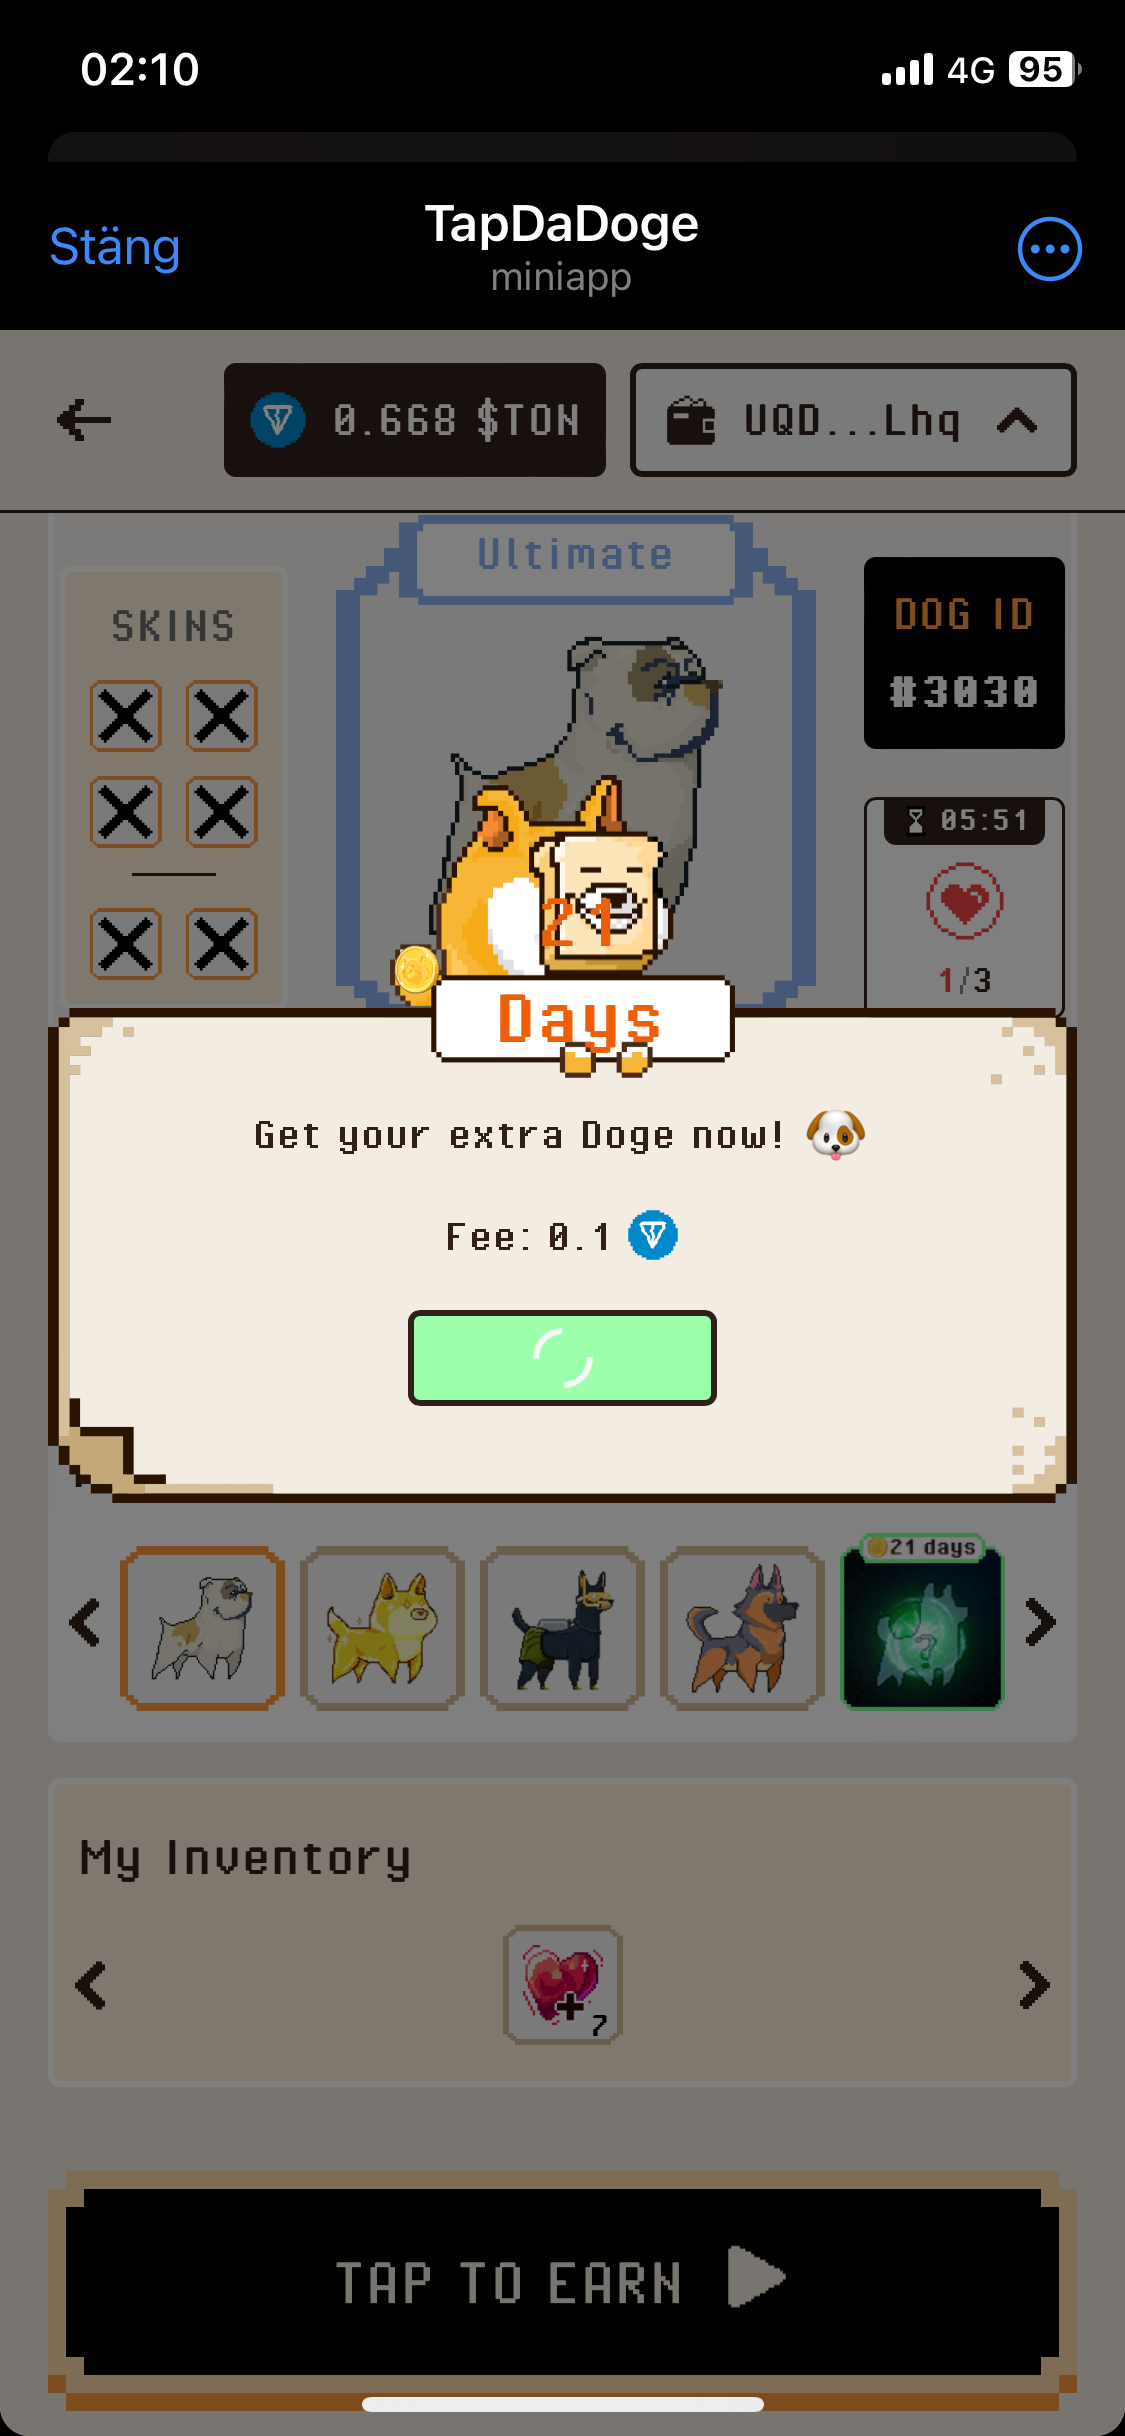 02:10
4G
95
Stäng
TapDaDoge
miniapp
0.668 $TON
UQD...Lhq
Ultimate
SKINS
DOG ID
#3030
05:51
1/3
21
Days
Get your extra Doge now! 🐶
Fee: 0.1
21 days
?
My Inventory
+
7
TAP TO EARN